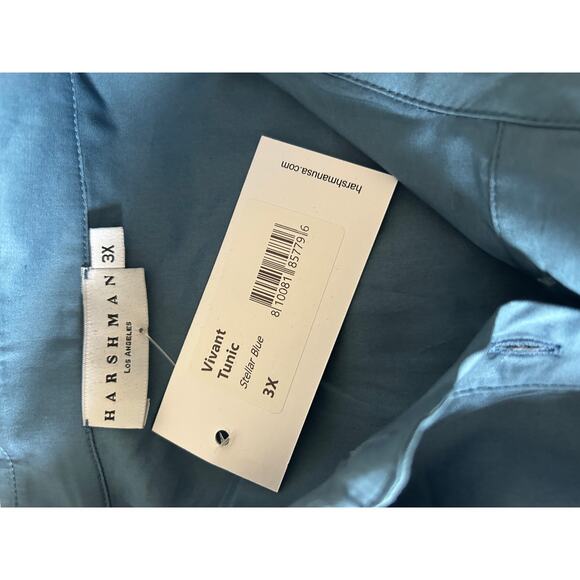 HARSHMAN
LOS ANGELES
3X
harshmanusa.com
8 10081 85779 6
Vivant
Tunic
Stellar Blue
3X